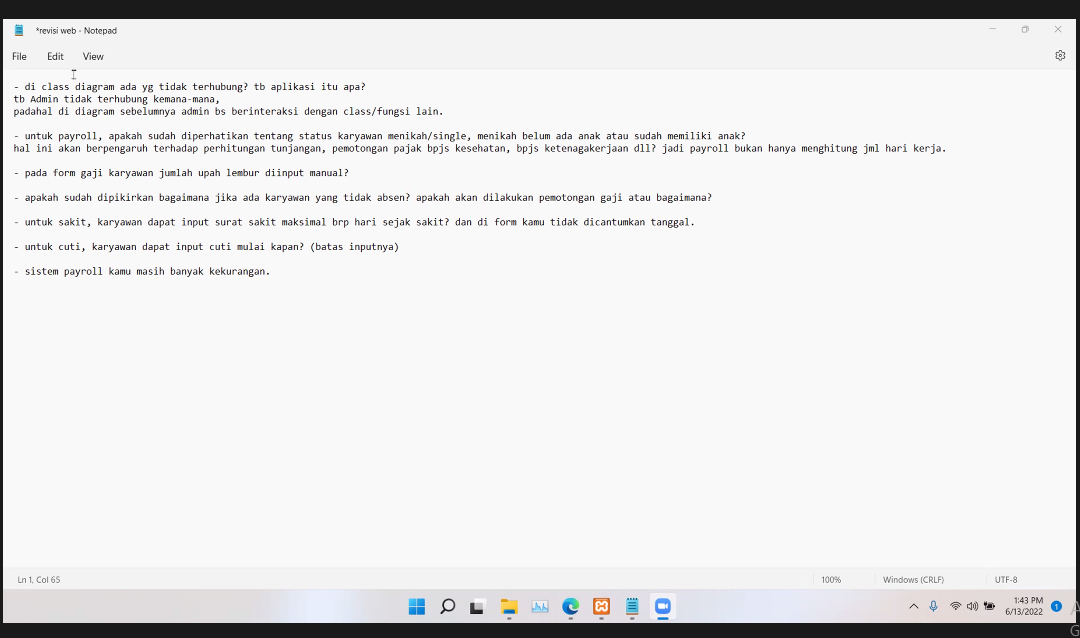 *revisi web - Notepad
File Edit View
- di class diagram ada yg tidak terhubung? tb aplikasi itu apa?
tb Admin tidak terhubung kemana-mana,
padahal di diagram sebelumnya admin bs berinteraksi dengan class/fungsi lain.
- untuk payroll, apakah sudah diperhatikan tentang status karyawan menikah/single, menikah belum ada anak atau sudah memiliki anak?
hal ini akan berpengaruh terhadap perhitungan tunjangan, pemotongan pajak bpjs kesehatan, bpjs ketenagakerjaan dll? jadi payroll bukan hanya menghitung jml hari kerja.
- pada form gaji karyawan jumlah upah lembur diinput manual?
- apakah sudah dipikirkan bagaimana jika ada karyawan yang tidak absen? apakah akan dilakukan pemotongan gaji atau bagaimana?
- untuk sakit, karyawan dapat input surat sakit maksimal brp hari sejak sakit? dan di form kamu tidak dicantumkan tanggal.
- untuk cuti, karyawan dapat input cuti mulai kapan? (batas inputnya)
- sistem payroll kamu masih banyak kekurangan.
Ln 1, Col 65 100% Windows (CRLF) UTF-8
1:43 PM
6/13/2022
1